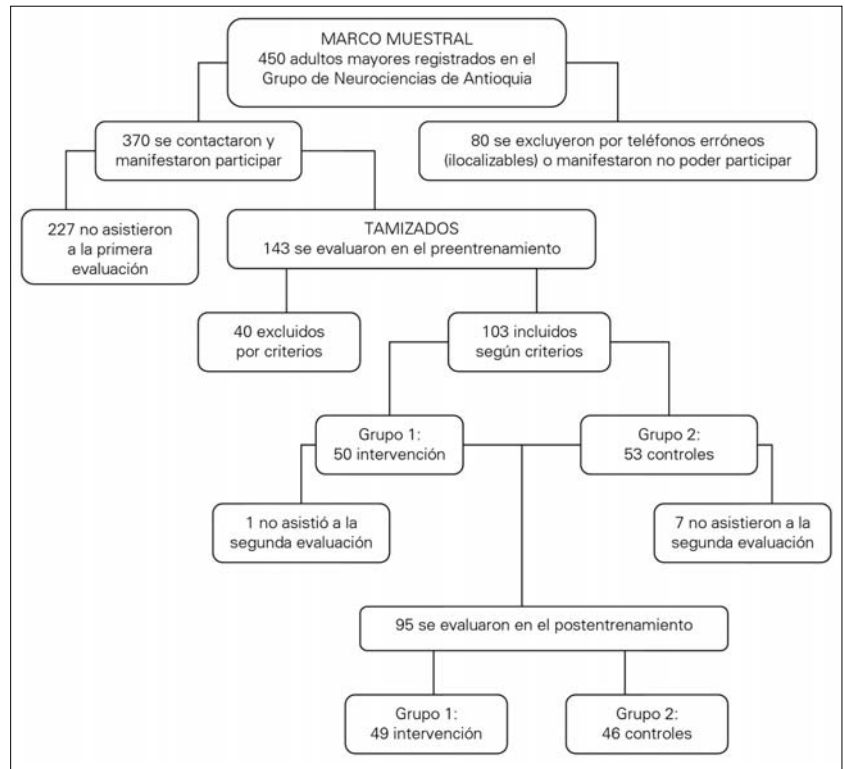 MARCO MUESTRAL
450 adultos mayores registrados en el
Grupo de Neurociencias de Antioquia
370 se contactaron y
manifestaron participar
80 se excluyeron por teléfonos erróneos
(ilocalizables) o manifestaron no poder participar
227 no asistieron
a la primera
evaluación
TAMIZADOS
143 se evaluaron en el preentrenamiento
40 excluidos
por criterios
103 incluidos
según criterios
Grupo 1:
50 intervención
Grupo 2:
53 controles
1 no asistió a la
segunda evaluación
7 no asistieron a la
segunda evaluación
95 se evaluaron en el postentrenamiento
Grupo 1:
49 intervención
Grupo 2:
46 controles